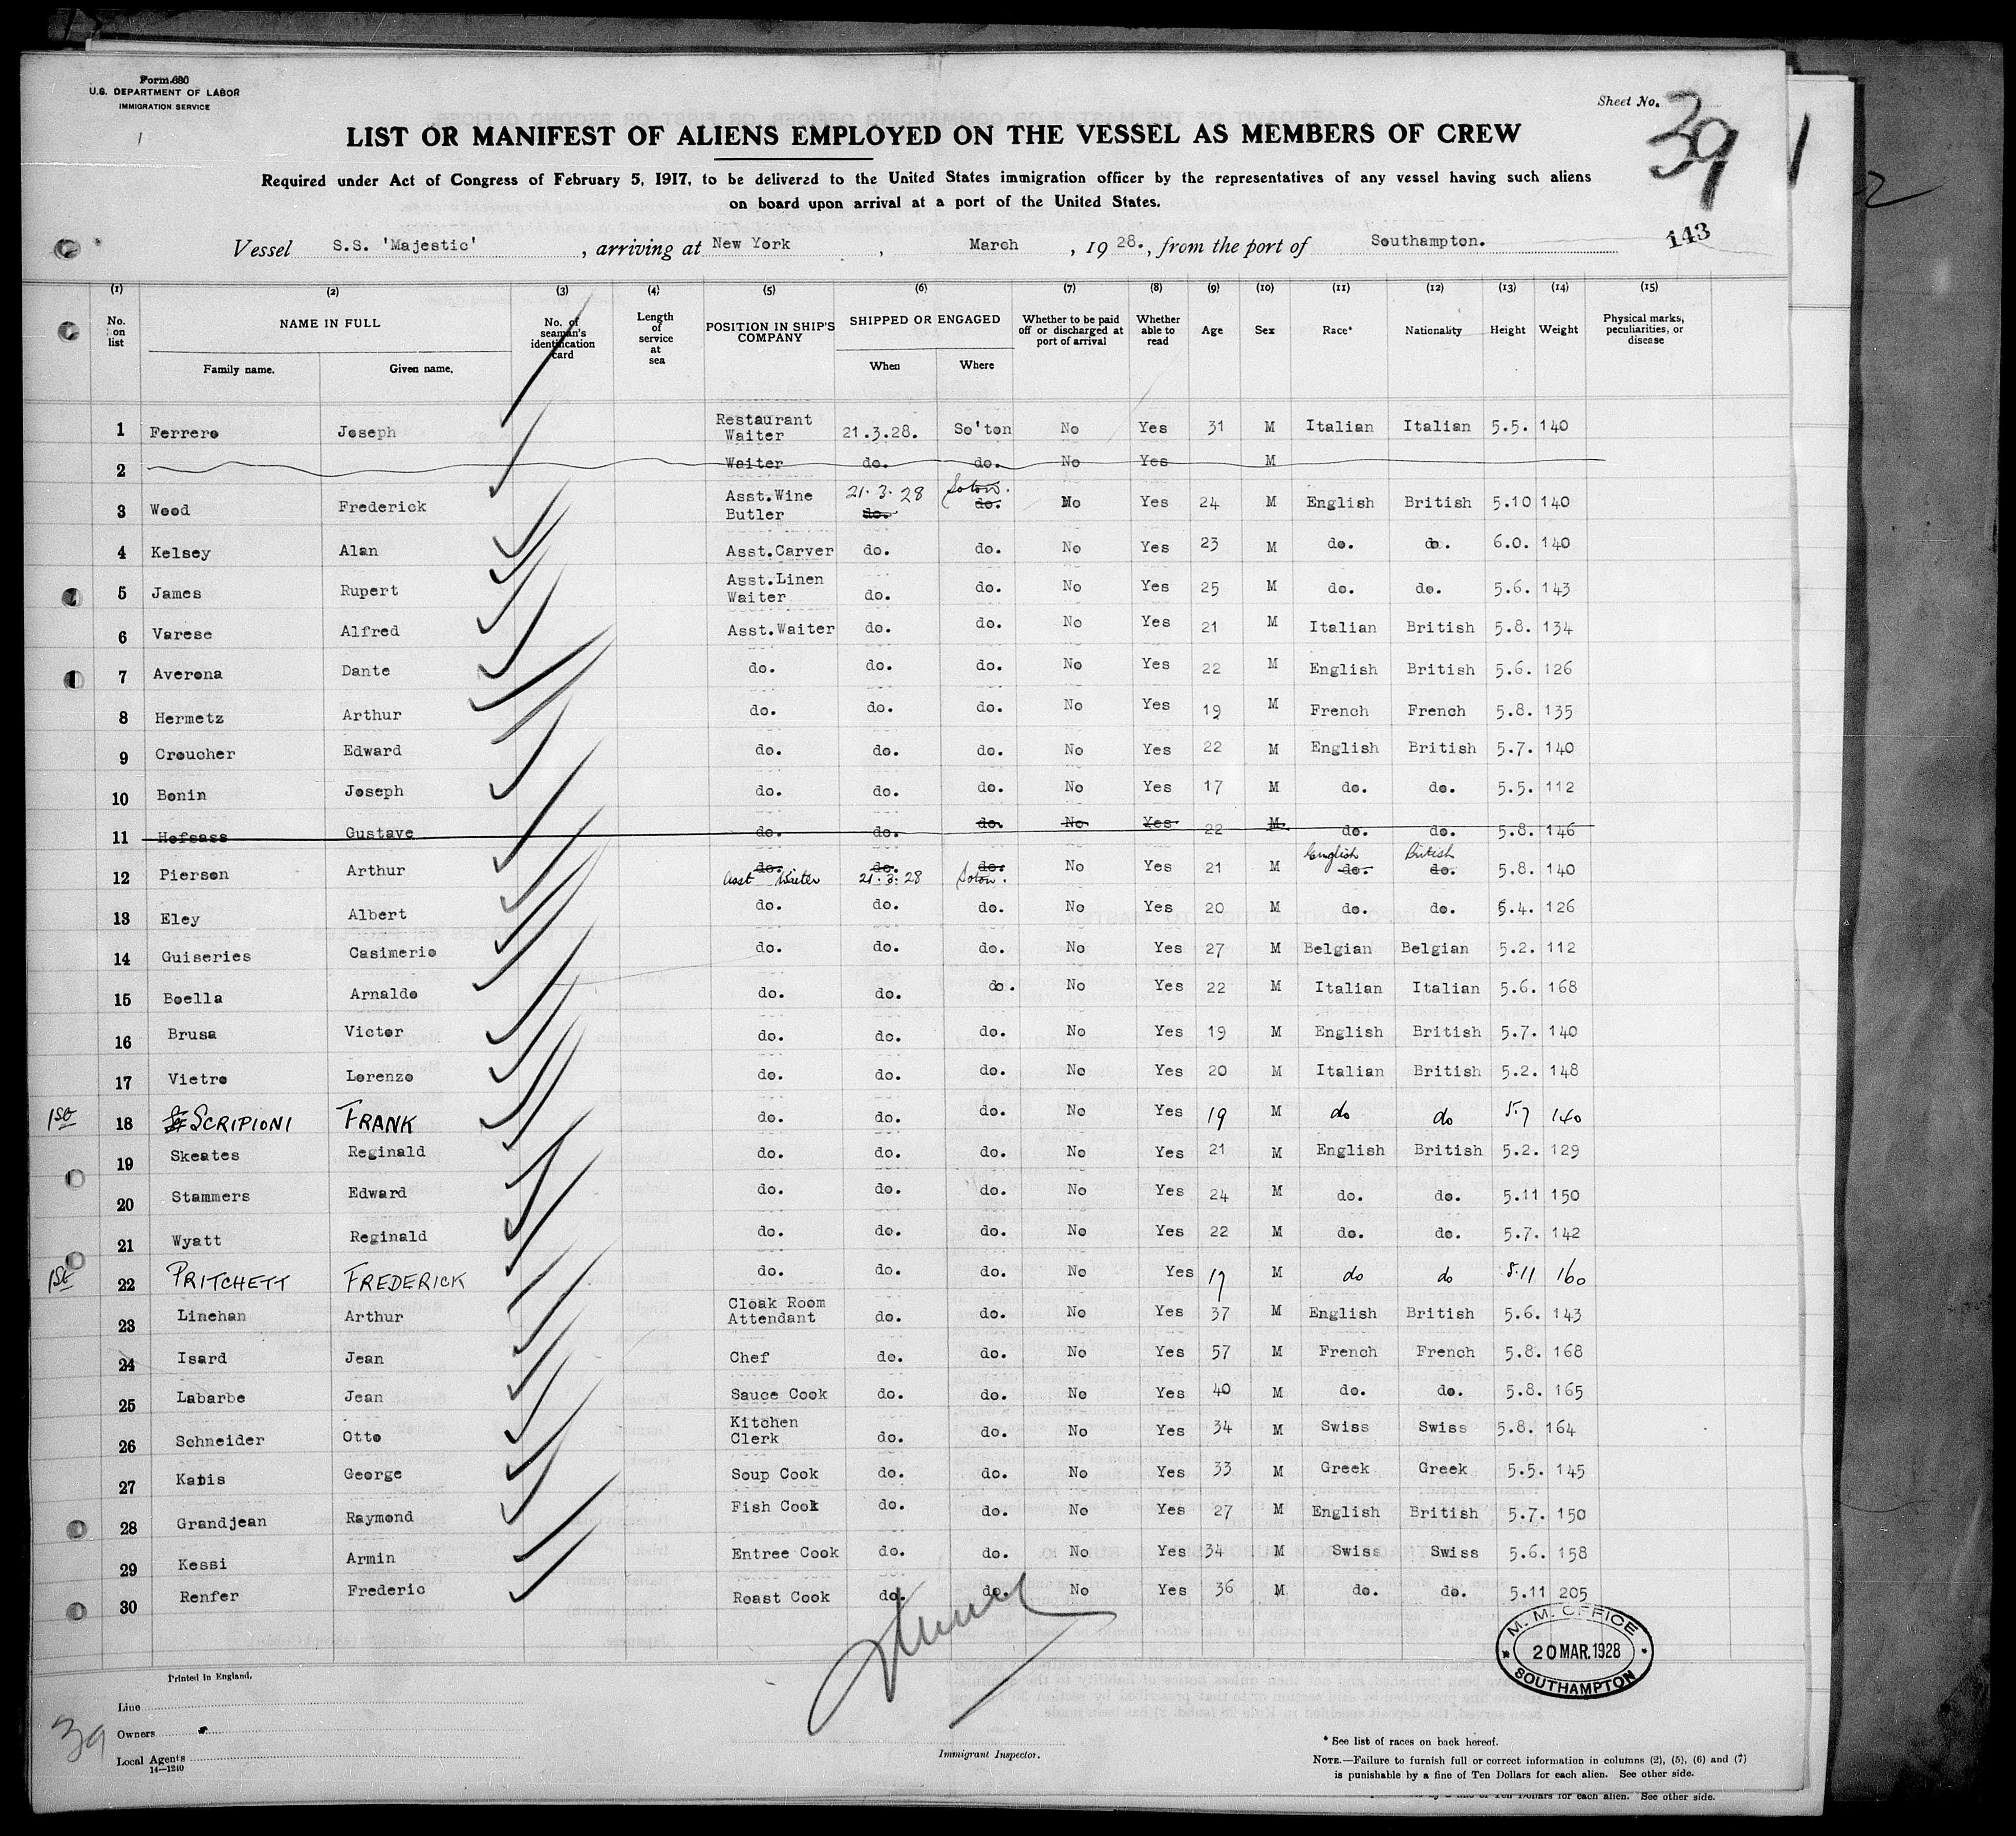 Form 680
U.S. DEPARTMENT OF LABOR
IMMIGRATION SERVICE
Sheet No. 39
LIST OR MANIFEST OF ALIENS EMPLOYED ON THE VESSEL AS MEMBERS OF CREW
Required under Act of Congress of February 5, 1917, to be delivered to the United States immigration officer by the representatives of any vessel having such aliens
on board upon arrival at a port of the United States.
143
Vessel S.S. 'Majestic', arriving at New York, March, 1928., from the port of Southampton.
(1) (2) (3) (4) (5) (6) (7) (8) (9) (10) (11) (12) (13) (14) (15)
No. on list NAME IN FULL Family name. Given name. No. of seaman's identification card Length of service at sea POSITION IN SHIP'S COMPANY SHIPPED OR ENGAGED When Where Whether to be paid off or discharged at port of arrival Whether able to read Age Sex Race* Nationality Height Weight Physical marks, peculiarities, or disease
1 Ferrero Joseph Restaurant Waiter 21.3.28. So'ton No Yes 31 M Italian Italian 5.5. 140
2 Waiter do. do. No Yes M
3 Wood Frederick Asst.Wine Butler 21.3.28 do. Soton. do. No Yes 24 M English British 5.10 140
4 Kelsey Alan Asst.Carver do. do. No Yes 23 M do. do. 6.0. 140
5 James Rupert Asst.Linen Waiter do. do. No Yes 25 M do. do. 5.6. 143
6 Varese Alfred Asst.Waiter do. do. No Yes 21 M Italian British 5.8. 134
7 Averona Dante do. do. do. No Yes 22 M English British 5.6. 126
8 Hermetz Arthur do. do. do. No Yes 19 M French French 5.8. 135
9 Croucher Edward do. do. do. No Yes 22 M English British 5.7. 140
10 Bonin Joseph do. do. do. No Yes 17 M do. do. 5.5. 112
11 Hofsass Gustave do. do. do. No Yes 22 M do. do. 5.8. 146
12 Pierson Arthur do. Asst Waiter do. 21.3.28 do. Soton. No Yes 21 M English do. British do. 5.8. 140
13 Eley Albert do. do. do. No Yes 20 M do. do. 5.4. 126
14 Guiseries Casimerio do. do. do. No Yes 27 M Belgian Belgian 5.2. 112
15 Boella Arnaldo do. do. do. No Yes 22 M Italian Italian 5.6. 168
16 Brusa Victor do. do. do. No Yes 19 M English British 5.7. 140
17 Vietro Lorenzo do. do. do. No Yes 20 M Italian British 5.2. 148
1st 18 SCRIPIONI FRANK do. do. do. No Yes 19 M do do 5.7 140
19 Skeates Reginald do. do. do. No Yes 21 M English British 5.2. 129
20 Stammers Edward do. do. do. No Yes 24 M do. do. 5.11 150
21 Wyatt Reginald do. do. do. No Yes 22 M do. do. 5.7. 142
1st 22 PRITCHETT FREDERICK do. do. do. No Yes 19 M do do 5.11 160
23 Linehan Arthur Cloak Room Attendant do. do. No Yes 37 M English British 5.6. 143
24 Isard Jean Chef do. do. No Yes 57 M French French 5.8. 168
25 Labarbe Jean Sauce Cook do. do. No Yes 40 M do. do. 5.8. 165
26 Schneider Otto Kitchen Clerk do. do. No Yes 34 M Swiss Swiss 5.8. 164
27 Kabis George Soup Cook do. do. No Yes 33 M Greek Greek 5.5. 145
28 Grandjean Raymond Fish Cook do. do. No Yes 27 M English British 5.7. 150
29 Kessi Armin Entree Cook do. do. No Yes 34 M Swiss Swiss 5.6. 158
30 Renfer Frederic Roast Cook do. do. No Yes 36 M do. do. 5.11 205
M. M. OFFICE
20 MAR. 1928
SOUTHAMPTON
Printed in England.
Line
Owners
Local Agents
14—1240
39
Immigrant Inspector.
* See list of races on back hereof.
NOTE.—Failure to furnish full or correct information in columns (2), (5), (6) and (7)
is punishable by a fine of Ten Dollars for each alien. See other side.
Ten Dollars for each alien. See other side.